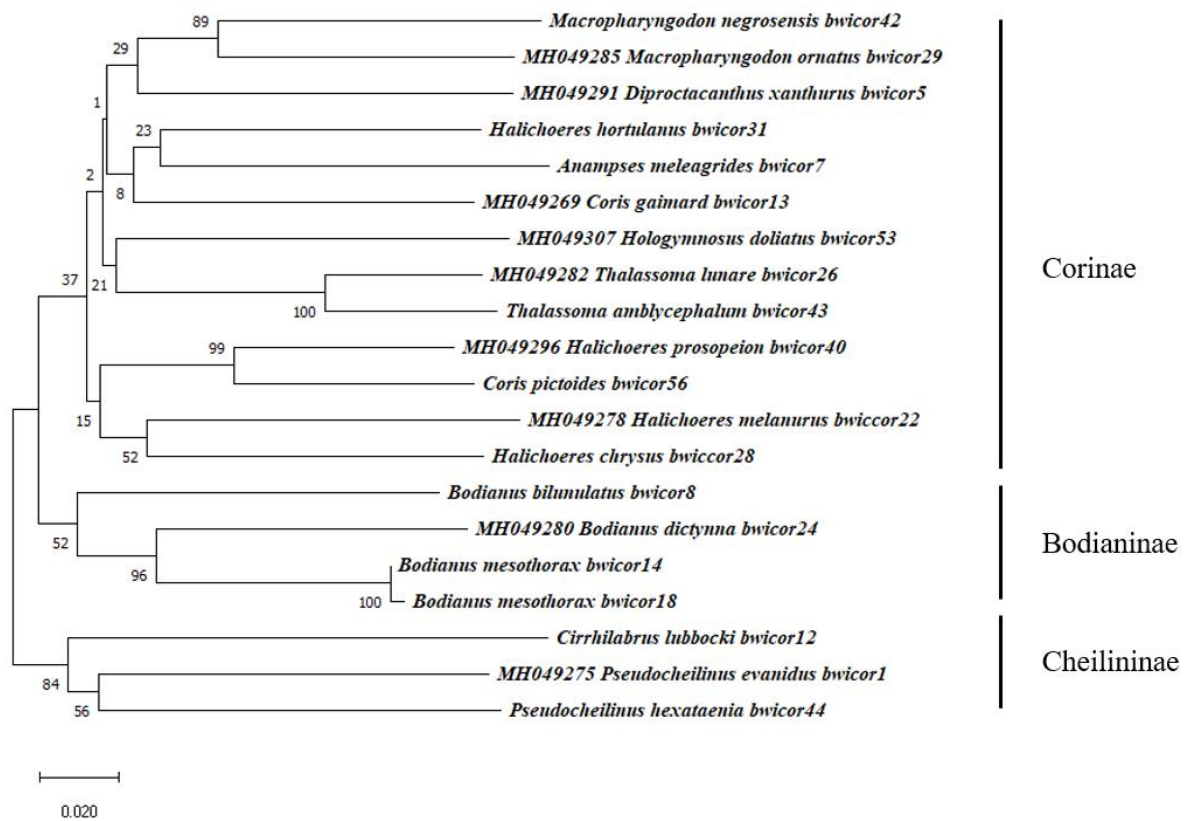 89
Macropharyngodon negrosensis bwicor42
29
MH049285 Macropharyngodon ornatus bwicor29
MH049291 Diproctacanthus xanthurus bwicor5
1
23
Halichoeres hortulanus bwicor31
Anampses meleagrides bwicor7
2
8
MH049269 Coris gaimard bwicor13
MH049307 Hologymnosus doliatus bwicor53
Corinae
37
21
MH049282 Thalassoma lunare bwicor26
100
Thalassoma amblycephalum bwicor43
99
MH049296 Halichoeres prosopeion bwicor40
Coris pictoides bwicor56
15
MH049278 Halichoeres melanurus bwiccor22
52
Halichoeres chrysus bwiccor28
Bodianus bilunulatus bwicor8
52
MH049280 Bodianus dictynna bwicor24
Bodianinae
96
Bodianus mesothorax bwicor14
100
Bodianus mesothorax bwicor18
Cirrhilabrus lubbocki bwicor12
Cheilininae
84
MH049275 Pseudocheilinus evanidus bwicor1
56
Pseudocheilinus hexataenia bwicor44
0.020